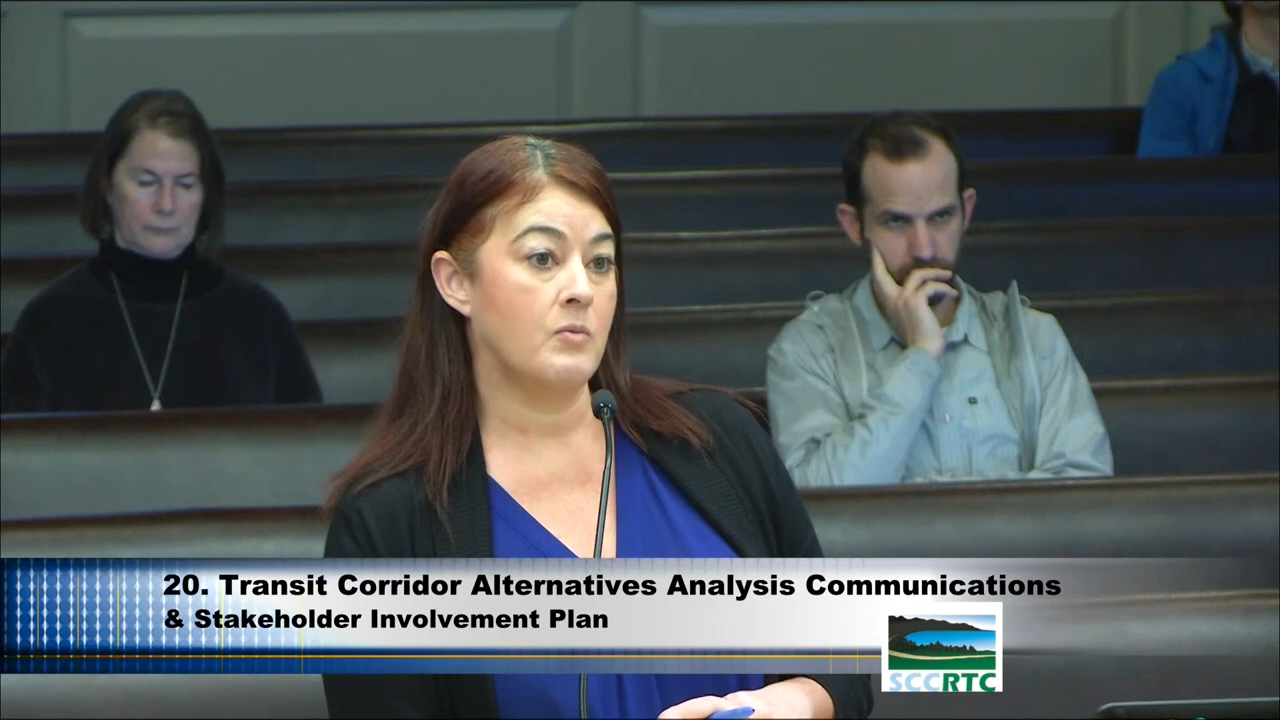 20. Transit Corridor Alternatives Analysis Communications
& Stakeholder Involvement Plan
SCCRTC